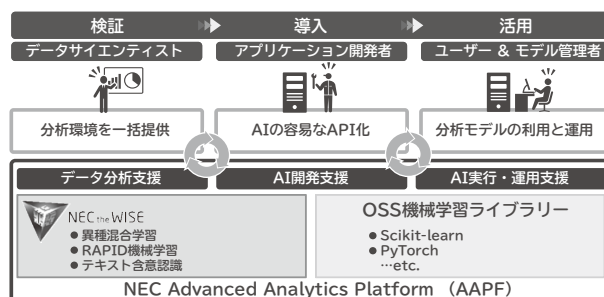 検証
導入
活用
データサイエンティスト
アプリケーション開発者
ユーザー & モデル管理者
分析環境を一括提供
AIの容易なAPI化
分析モデルの利用と運用
データ分析支援
AI開発支援
AI実行・運用支援
NEC the WISE
● 異種混合学習
● RAPID機械学習
● テキスト含意認識
OSS機械学習ライブラリー
● Scikit-learn
● PyTorch
…etc.
NEC Advanced Analytics Platform （AAPF）